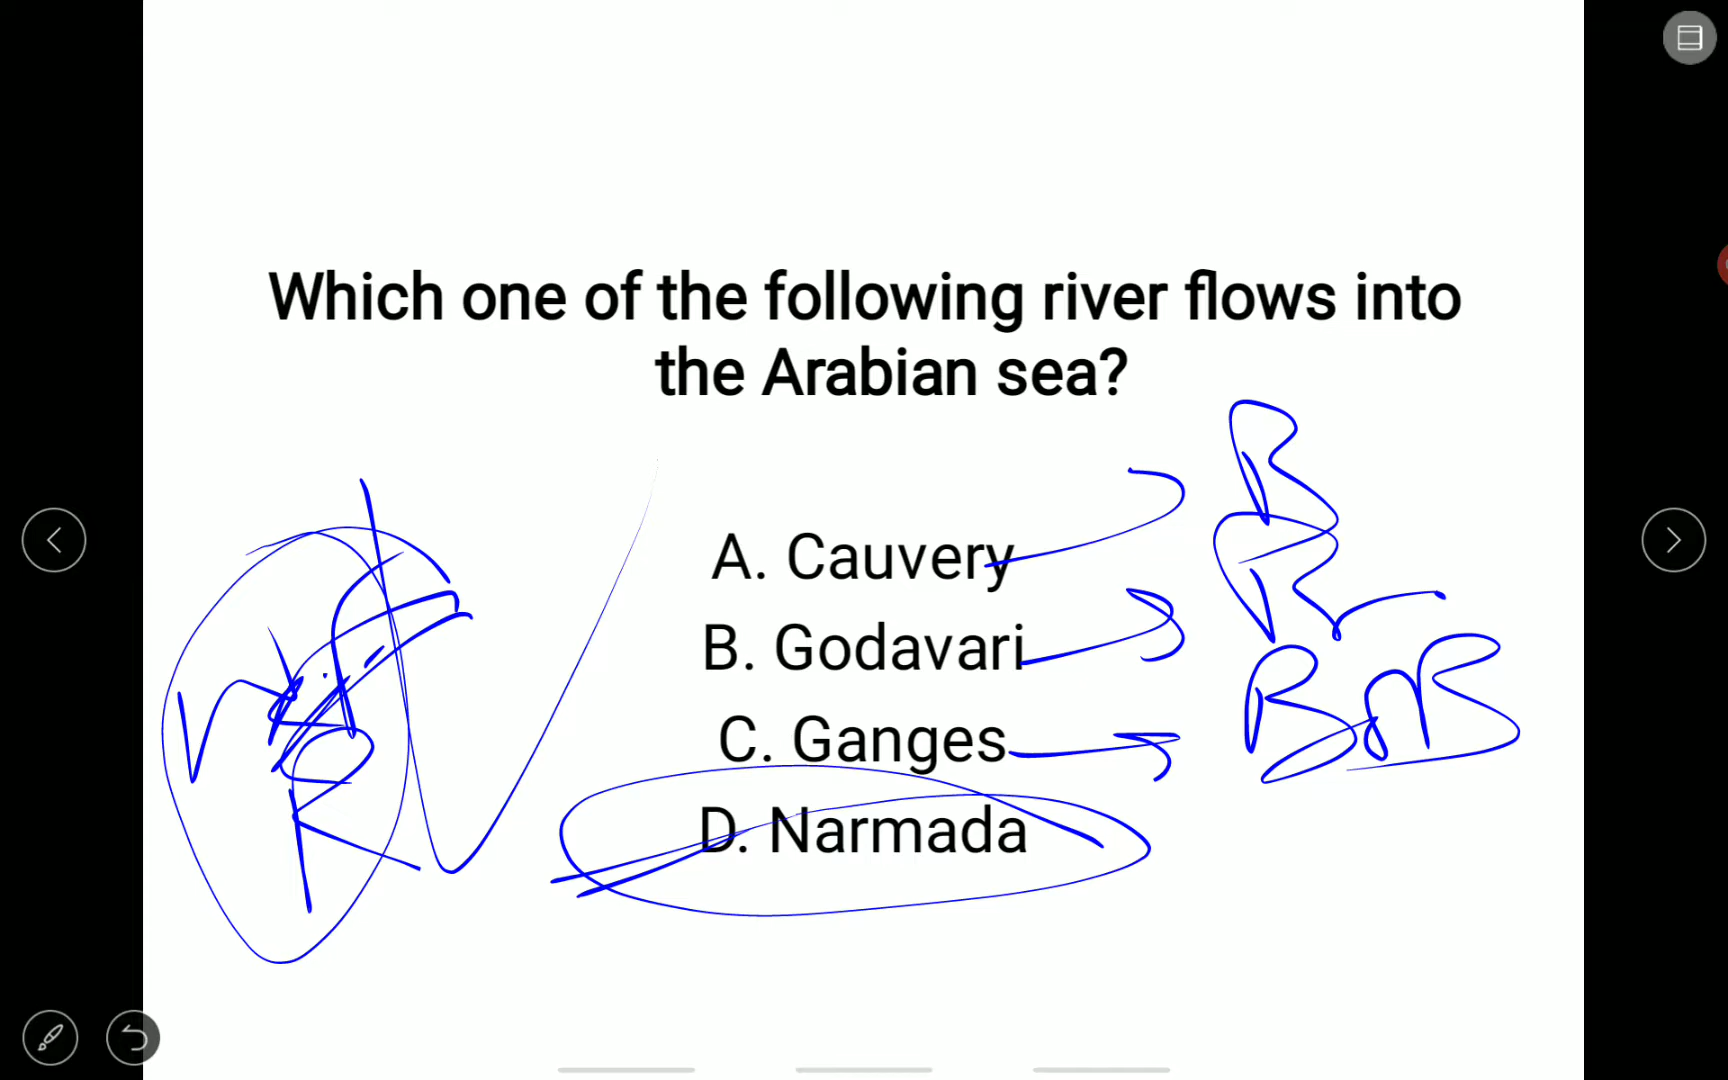 Which one of the following river flows into
the Arabian sea?
A. Cauvery
B. Godavari
C. Ganges
D. Narmada